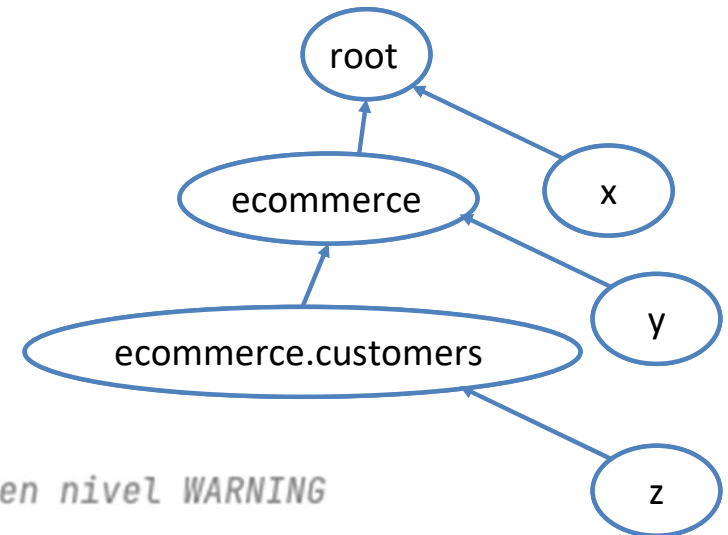 root
x
ecommerce
y
ecommerce.customers
en nivel WARNING
z